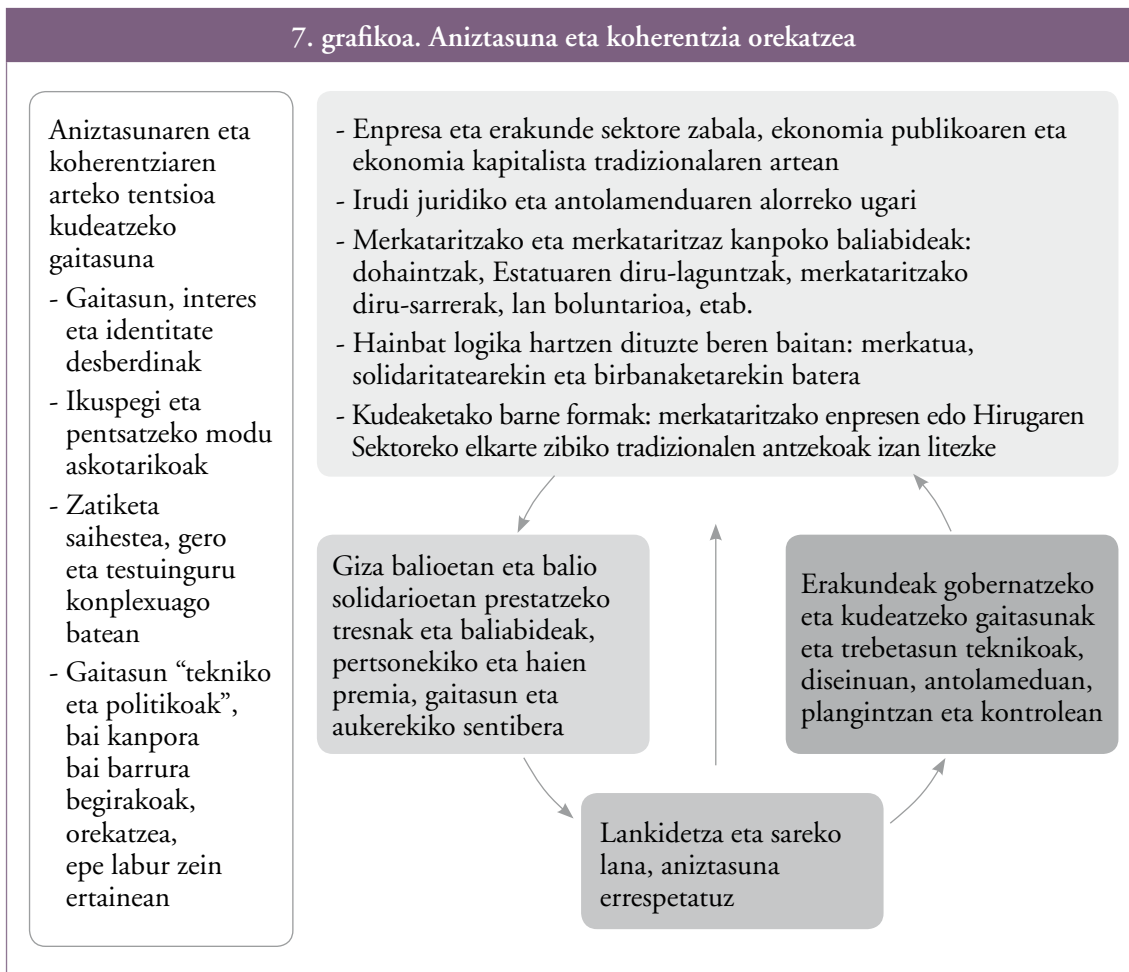 7. grafikoa. Aniztasuna eta koherentzia orekatzea
Aniztasunaren eta
koherentziaren
arteko tentsioa
kudeatzeko
gaitasuna
- Gaitasun, interes
eta identitate
desberdinak
- Ikuspegi eta
pentsatzeko modu
askotarikoak
- Zatiketa
saihestea, gero
eta testuinguru
konplexuago
batean
- Gaitasun “tekniko
eta politikoak”,
bai kanpora
bai barrura
begirakoak,
orekatzea,
epe labur zein
ertainean
- Enpresa eta erakunde sektore zabala, ekonomia publikoaren eta
ekonomia kapitalista tradizionalaren artean
- Irudi juridiko eta antolamenduaren alorreko ugari
- Merkataritzako eta merkataritzaz kanpoko baliabideak:
dohaintzak, Estatuaren diru-laguntzak, merkataritzako
diru-sarrerak, lan boluntarioa, etab.
- Hainbat logika hartzen dituzte beren baitan: merkatua,
solidaritatearekin eta birbanaketarekin batera
- Kudeaketako barne formak: merkataritzako enpresen edo Hirugaren
Sektoreko elkarte zibiko tradizionalen antzekoak izan litezke
Giza balioetan eta balio
solidarioetan prestatzeko
tresnak eta baliabideak,
pertsonekiko eta haien
premia, gaitasun eta
aukerekiko sentibera
Erakundeak gobernatzeko
eta kudeatzeko gaitasunak
eta trebetasun teknikoak,
diseinuan, antolameduan,
plangintzan eta kontrolean
Lankidetza eta sareko
lana, aniztasuna
errespetatuz